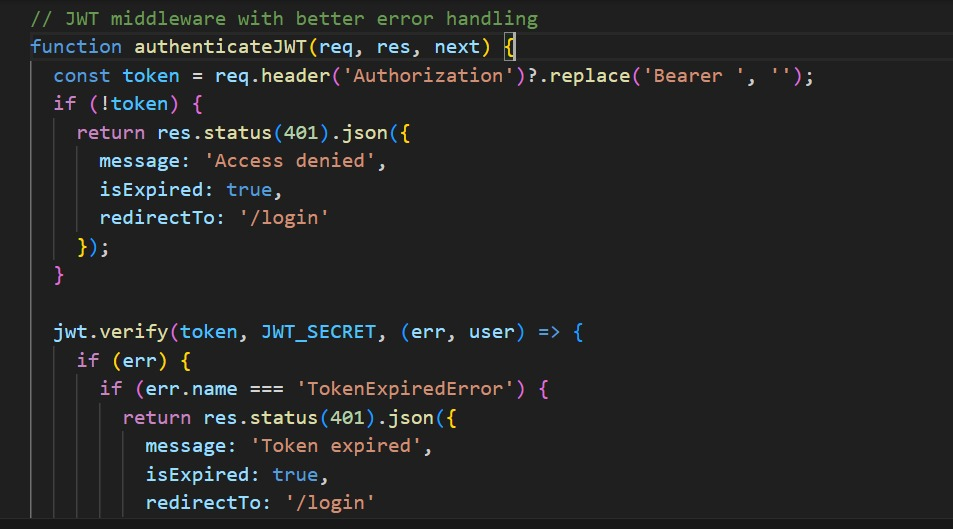 // JWT middleware with better error handling
function authenticateJWT(req, res, next) {
  const token = req.header('Authorization')?.replace('Bearer ', '');
  if (!token) {
    return res.status(401).json({
      message: 'Access denied',
      isExpired: true,
      redirectTo: '/login'
    });
  }

  jwt.verify(token, JWT_SECRET, (err, user) => {
    if (err) {
      if (err.name === 'TokenExpiredError') {
        return res.status(401).json({
          message: 'Token expired',
          isExpired: true,
          redirectTo: '/login'